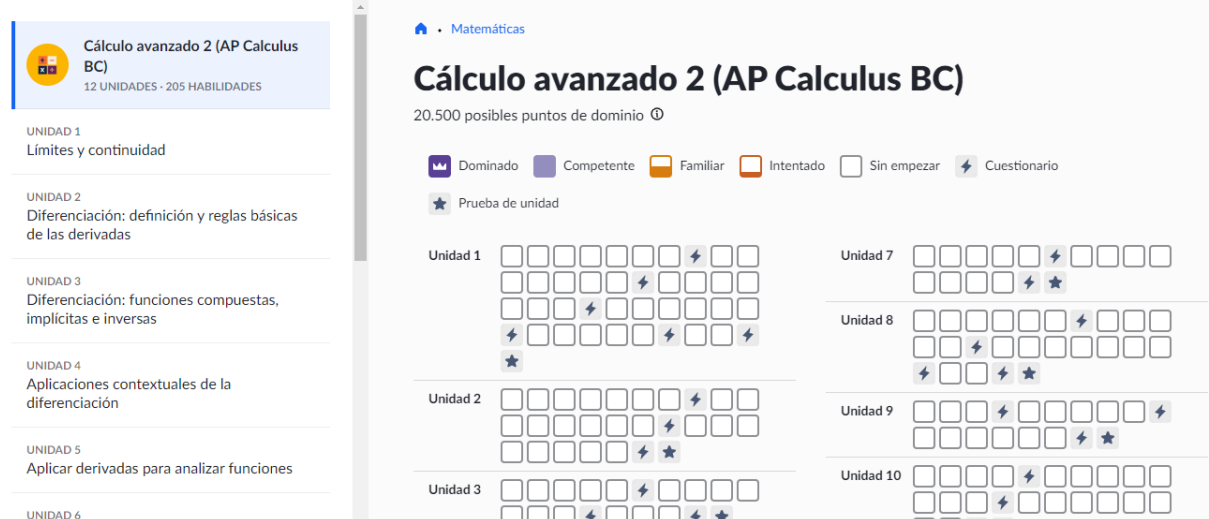 Cálculo avanzado 2 (AP Calculus
BC)
12 UNIDADES · 205 HABILIDADES
UNIDAD 1
Límites y continuidad
UNIDAD 2
Diferenciación: definición y reglas básicas
de las derivadas
UNIDAD 3
Diferenciación: funciones compuestas,
implícitas e inversas
UNIDAD 4
Aplicaciones contextuales de la
diferenciación
UNIDAD 5
Aplicar derivadas para analizar funciones
UNIDAD 6
• Matemáticas
Cálculo avanzado 2 (AP Calculus BC)
20.500 posibles puntos de dominio
Dominado Competente Familiar Intentado Sin empezar Cuestionario
Prueba de unidad
Unidad 1
Unidad 2
Unidad 3
Unidad 7
Unidad 8
Unidad 9
Unidad 10